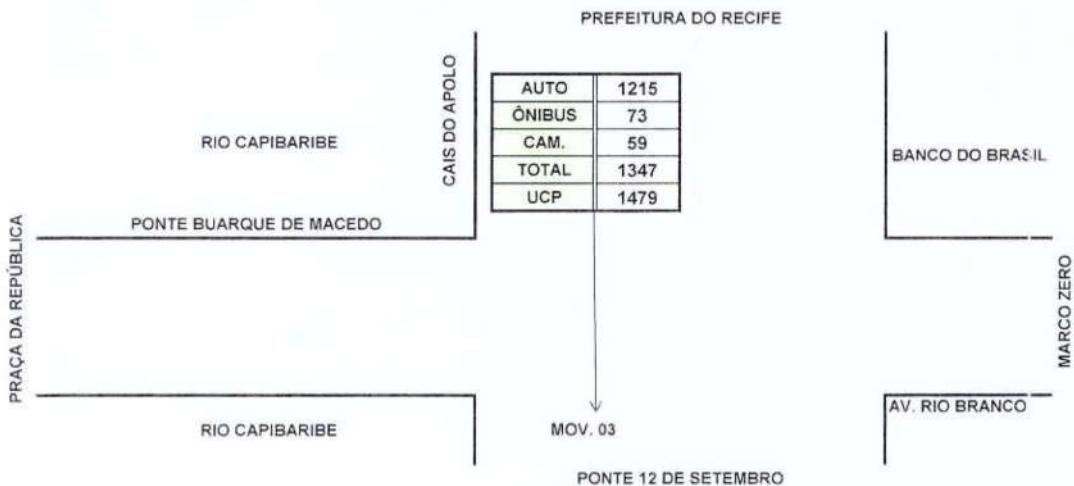 PREFEITURA DO RECIFE
CAIS DO APOLO
AUTO 1215
ÔNIBUS 73
CAM. 59
TOTAL 1347
UCP 1479
RIO CAPIBARIBE
BANCO DO BRASIL
PONTE BUARQUE DE MACEDO
PRAÇA DA REPÚBLICA
MARCO ZERO
AV. RIO BRANCO
RIO CAPIBARIBE
MOV. 03
PONTE 12 DE SETEMBRO